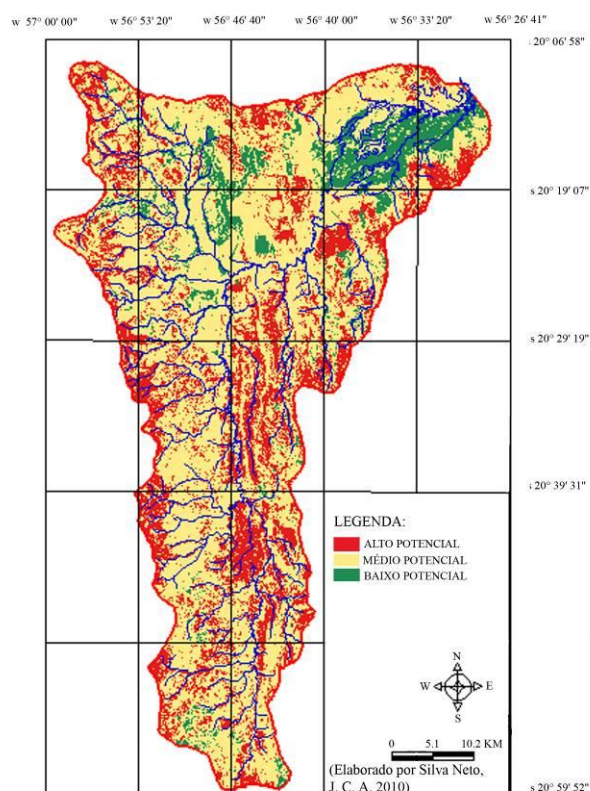 w 57° 00' 00" w 56° 53' 20" w 56° 46' 40" w 56° 40' 00" w 56° 33' 20" w 56° 26' 41"
20° 06' 58"
s 20° 19' 07"
s 20° 29' 19"
20° 39' 31"
LEGENDA:
ALTO POTENCIAL
MÉDIO POTENCIAL
BAIXO POTENCIAL
N
W E
S
0 5.1 10.2 KM
(Elaborado por Silva Neto,
J. C. A. 2010)
s 20° 59' 52"